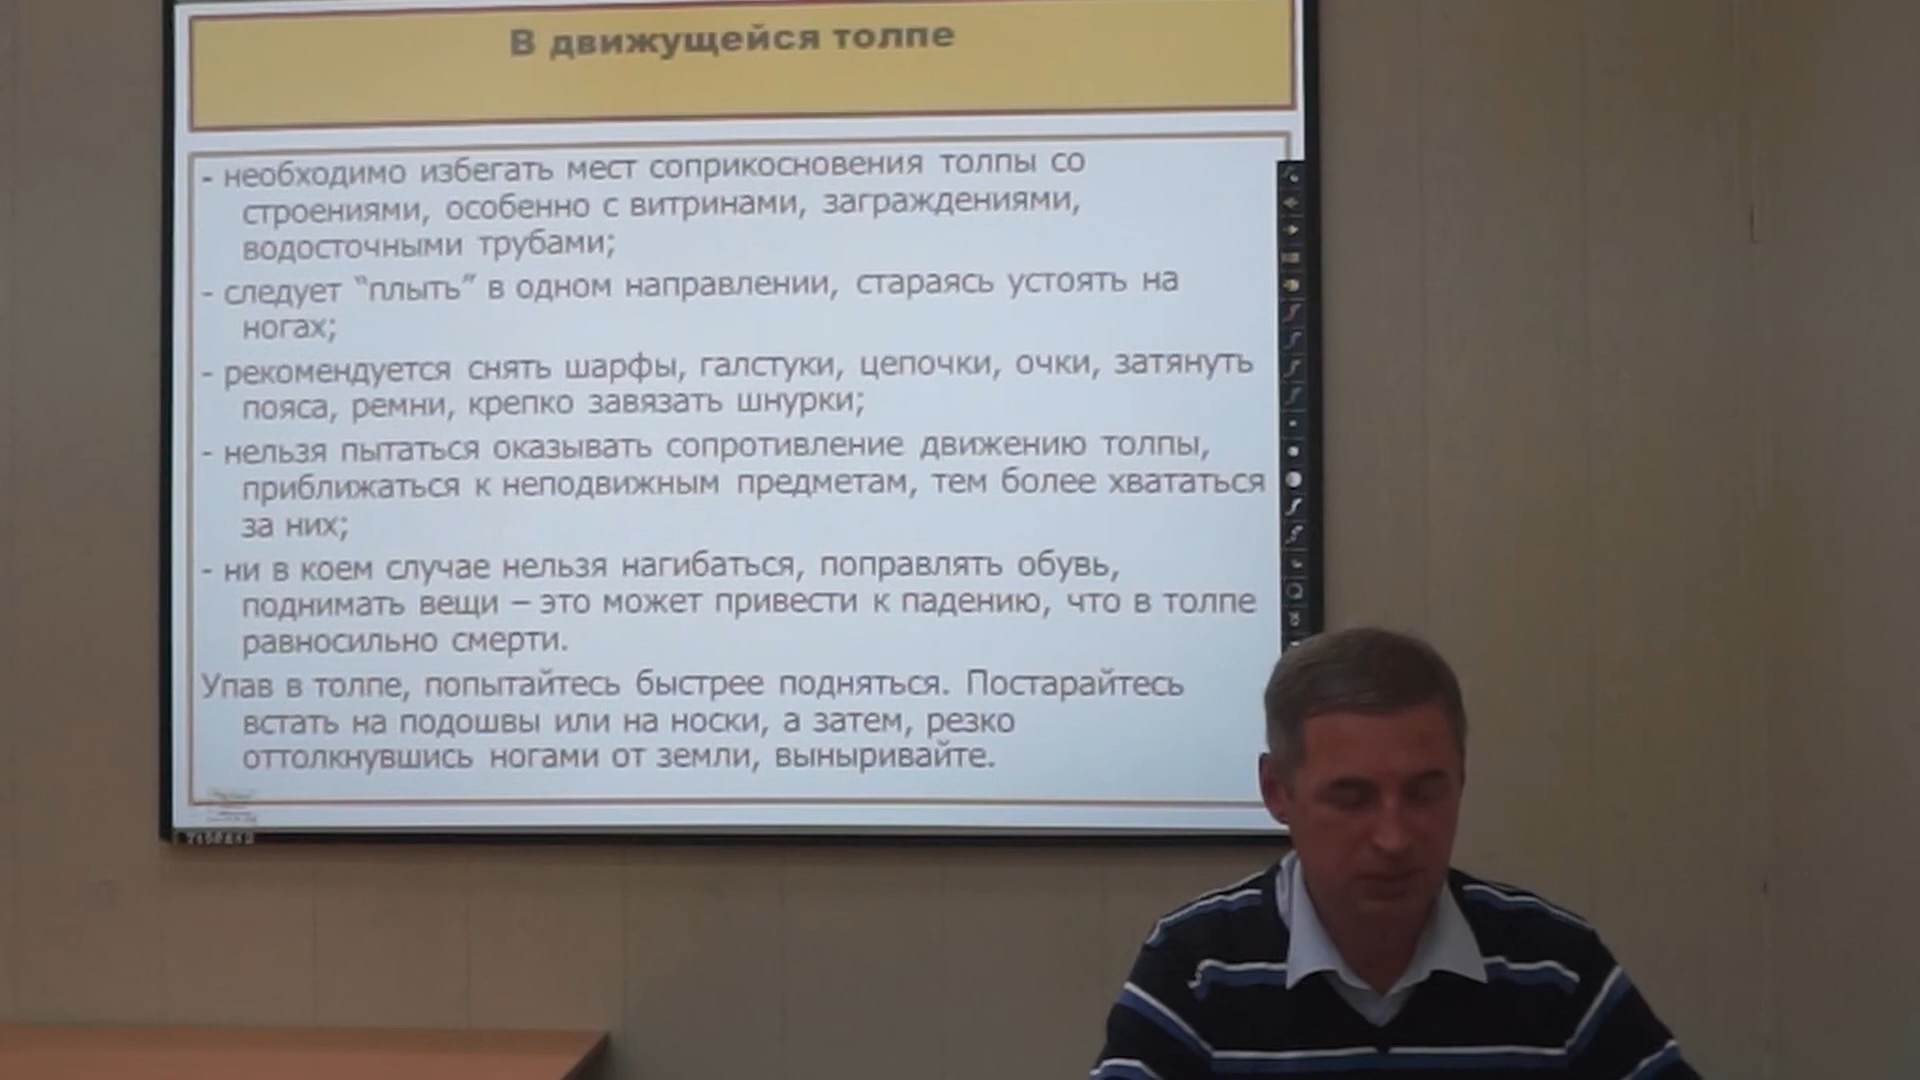 В движущейся толпе
- необходимо избегать мест соприкосновения толпы со
строениями, особенно с витринами, заграждениями,
водосточными трубами;
- следует “плыть” в одном направлении, стараясь устоять на
ногах;
- рекомендуется снять шарфы, галстуки, цепочки, очки, затянуть
пояса, ремни, крепко завязать шнурки;
- нельзя пытаться оказывать сопротивление движению толпы,
приближаться к неподвижным предметам, тем более хвататься
за них;
- ни в коем случае нельзя нагибаться, поправлять обувь,
поднимать вещи – это может привести к падению, что в толпе
равносильно смерти.
Упав в толпе, попытайтесь быстрее подняться. Постарайтесь
встать на подошвы или на носки, а затем, резко
оттолкнувшись ногами от земли, выныривайте.